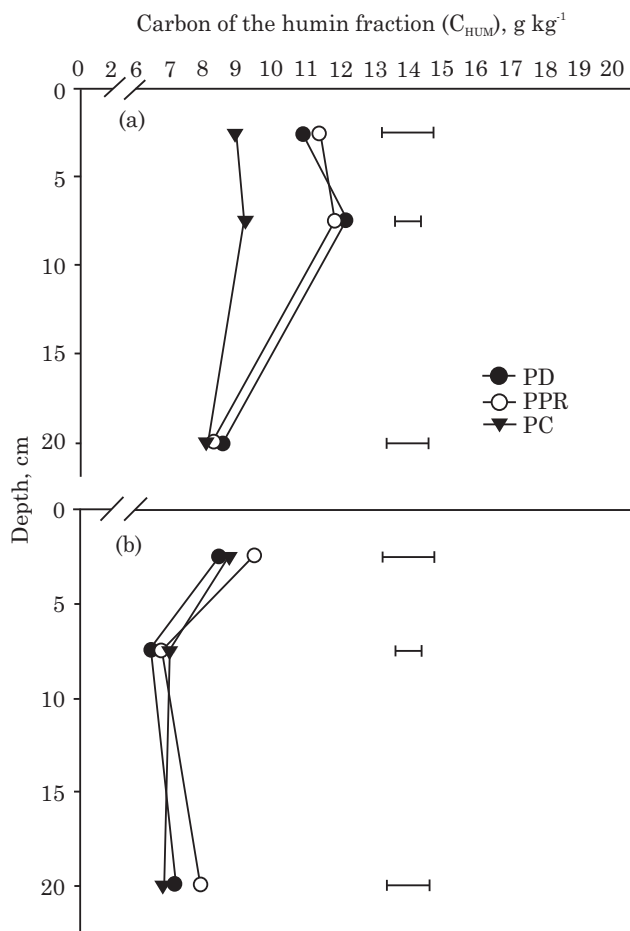 Carbon of the humin fraction (C_HUM), g kg⁻¹
0 2 6 7 8 9 10 11 12 13 14 15 16 17 18 19 20
0
(a)
5
10
15
PD
PPR
PC
20
Depth, cm
0
(b)
5
10
15
20